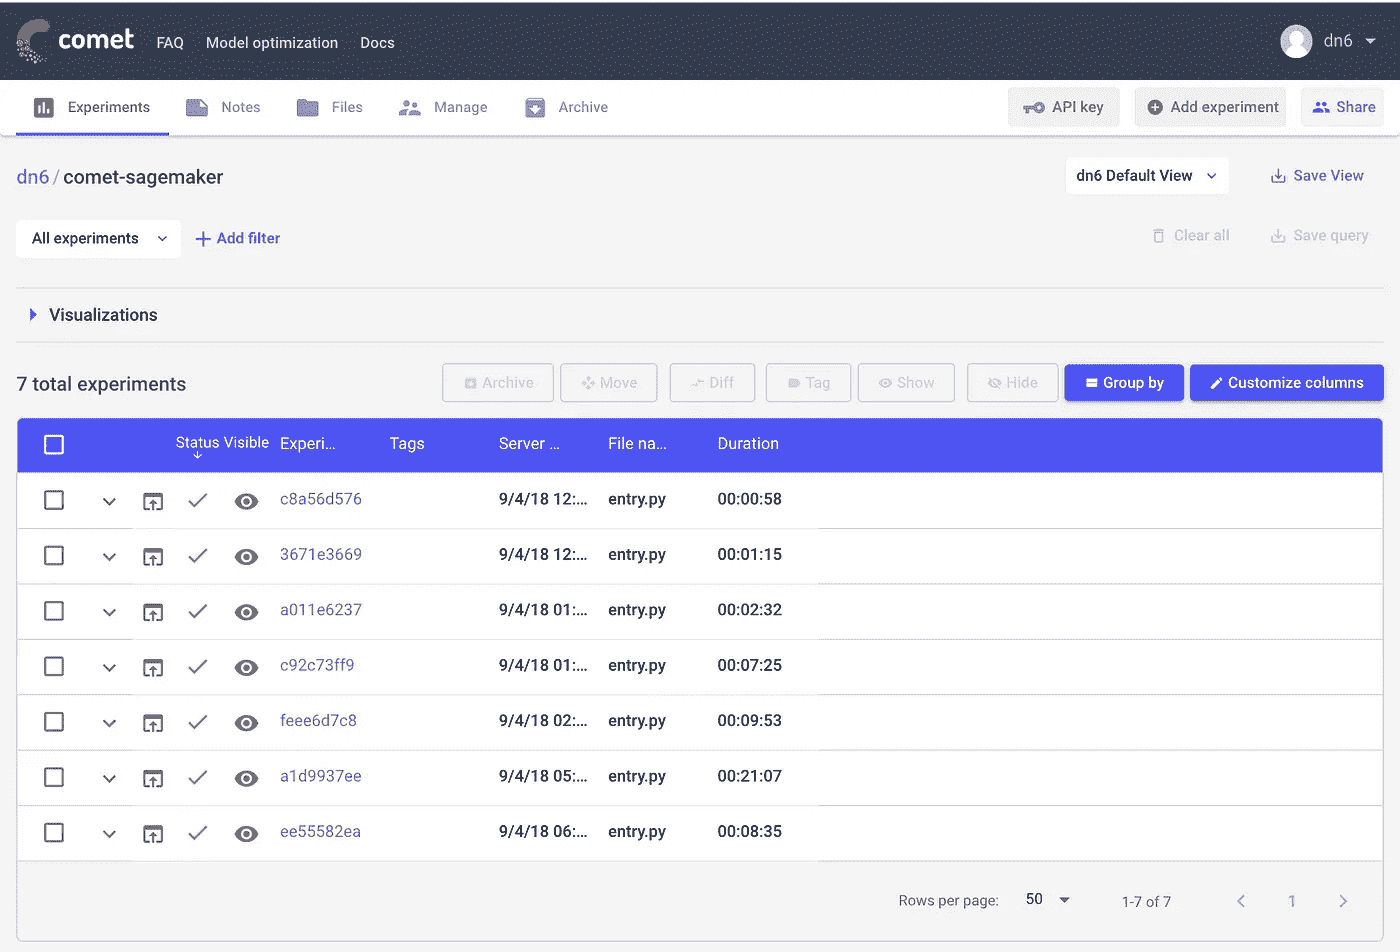 comet FAQ Model optimization Docs dn6
Experiments Notes Files Manage Archive API key Add experiment Share
dn6 / comet-sagemaker dn6 Default View Save View
All experiments Add filter Clear all Save query
Visualizations
7 total experiments Archive Move Diff Tag Show Hide Group by Customize columns
Status Visible Experi... Tags Server ... File na... Duration
c8a56d576 9/4/18 12:... entry.py 00:00:58
3671e3669 9/4/18 12:... entry.py 00:01:15
a011e6237 9/4/18 01:... entry.py 00:02:32
c92c73ff9 9/4/18 01:... entry.py 00:07:25
feee6d7c8 9/4/18 02:... entry.py 00:09:53
a1d9937ee 9/4/18 05:... entry.py 00:21:07
ee55582ea 9/4/18 06:... entry.py 00:08:35
Rows per page: 50 1-7 of 7 1